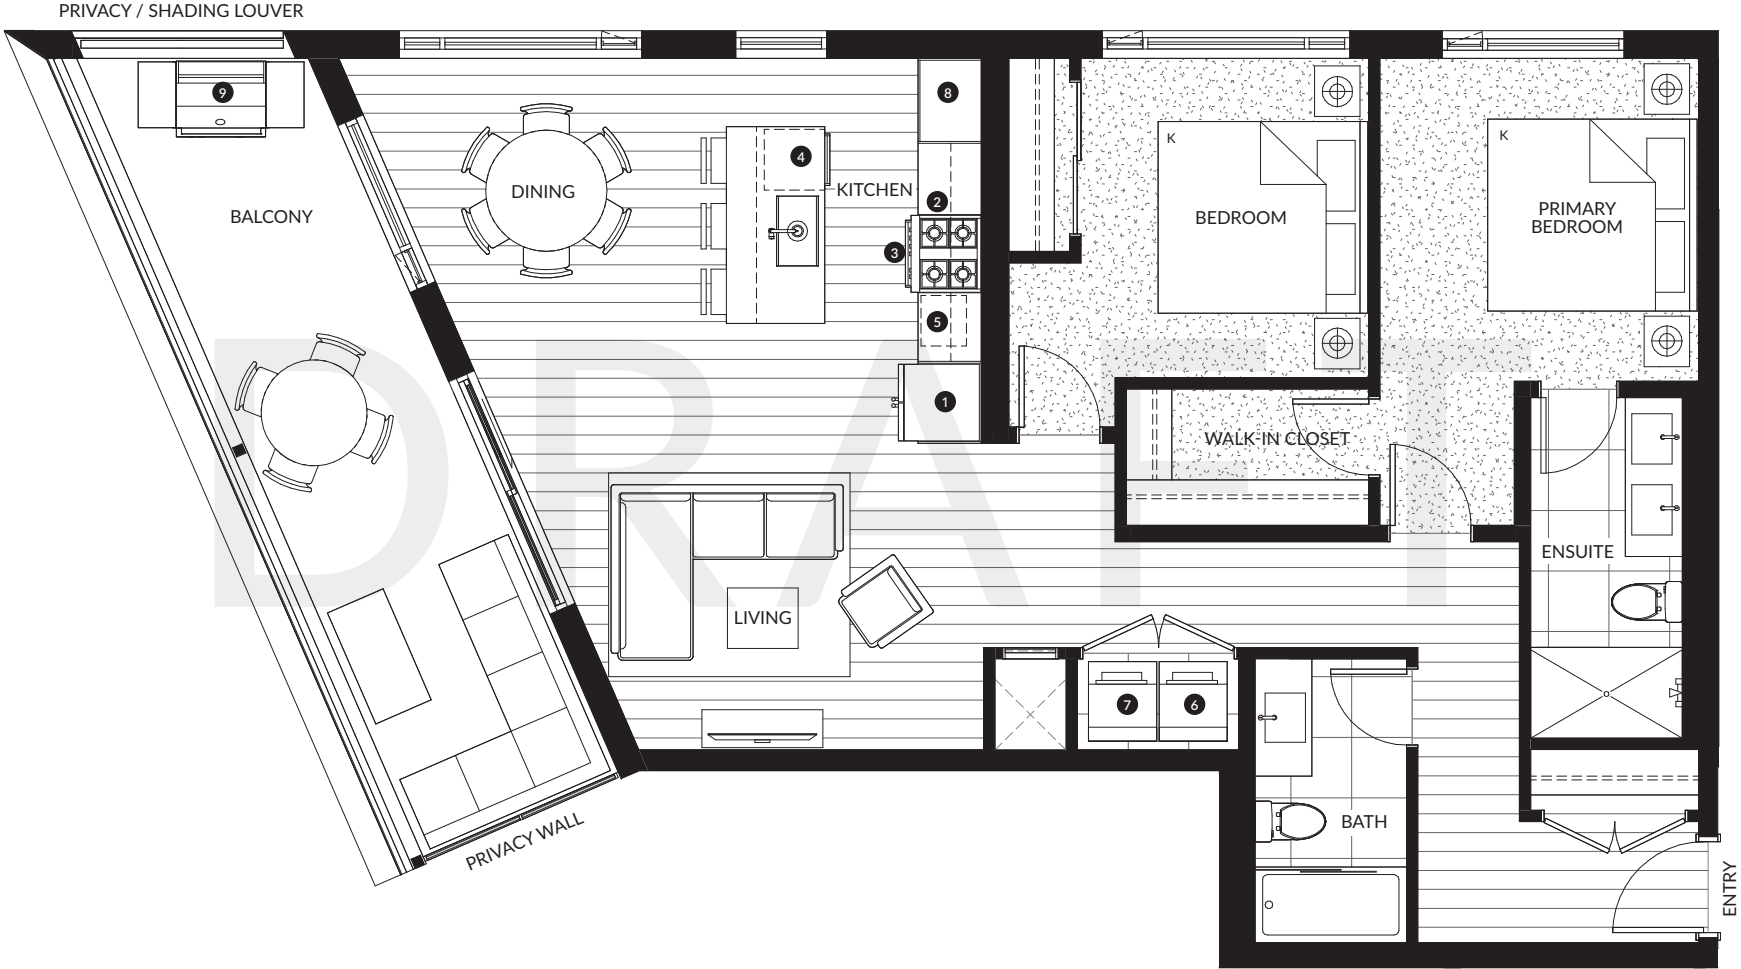 PRIVACY / SHADING LOUVER
9
8
4
K
K
DINING
KITCHEN
2
BALCONY
BEDROOM
PRIMARY
BEDROOM
3
5
1
DRAFT
WALK-IN CLOSET
ENSUITE
LIVING
7
6
BATH
PRIVACY WALL
ENTRY